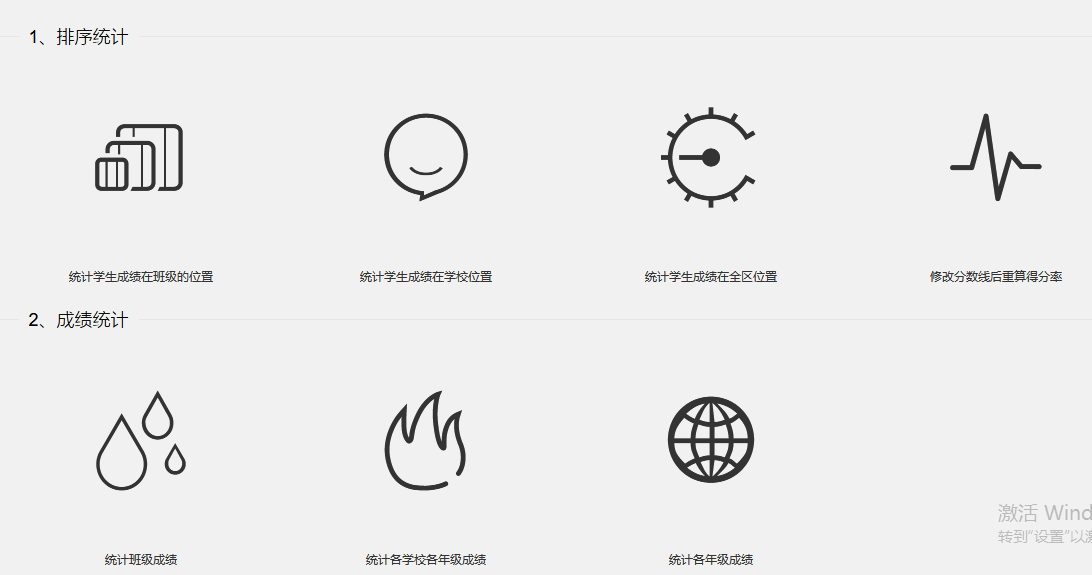 1、排序统计
统计学生成绩在班级的位置
统计学生成绩在学校位置
统计学生成绩在全区位置
修改分数线后重算得分率
2、成绩统计
统计班级成绩
统计各学校各年级成绩
统计各年级成绩
激活 Wind
转到"设置"以激